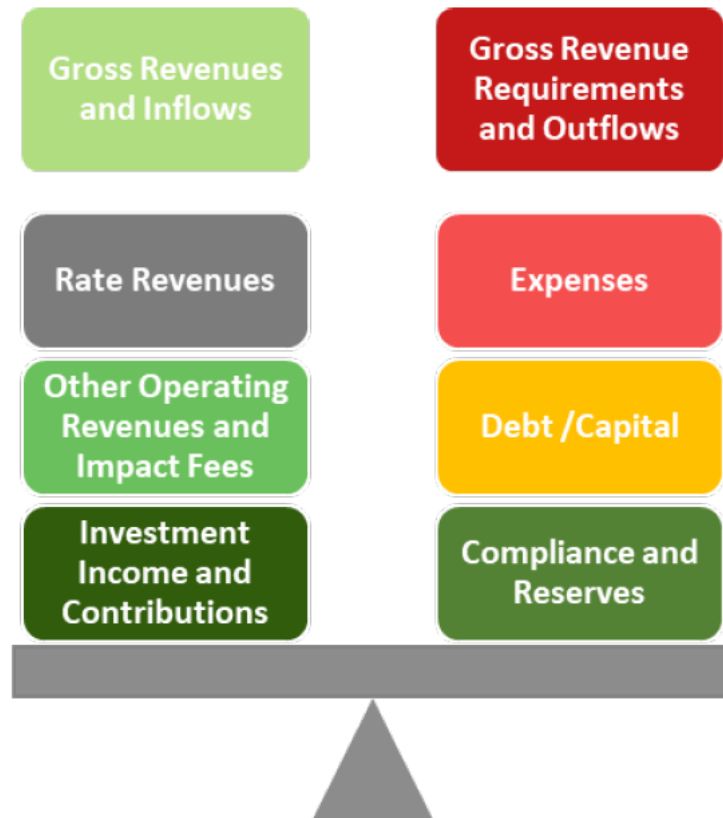 Gross Revenues
and Inflows
Gross Revenue
Requirements
and Outflows
Rate Revenues
Expenses
Other Operating
Revenues and
Impact Fees
Debt /Capital
Investment
Income and
Contributions
Compliance and
Reserves